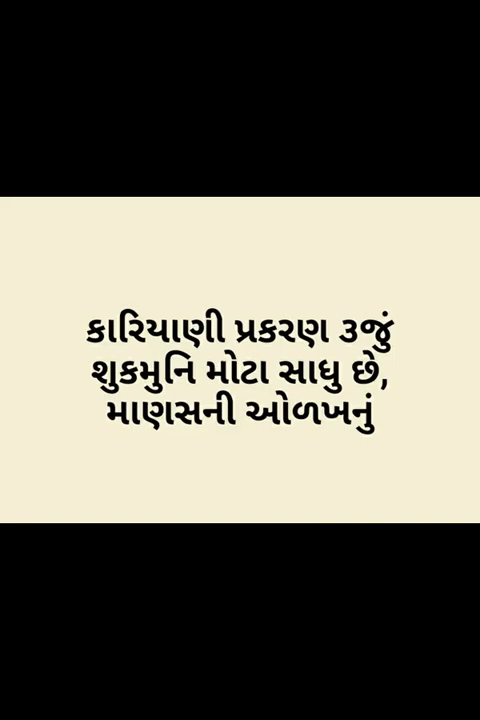 કારિયાણી પ્રકરણ ૩જું
શુકમુનિ મોટા સાધુ છે,
માણસની ઓળખનું